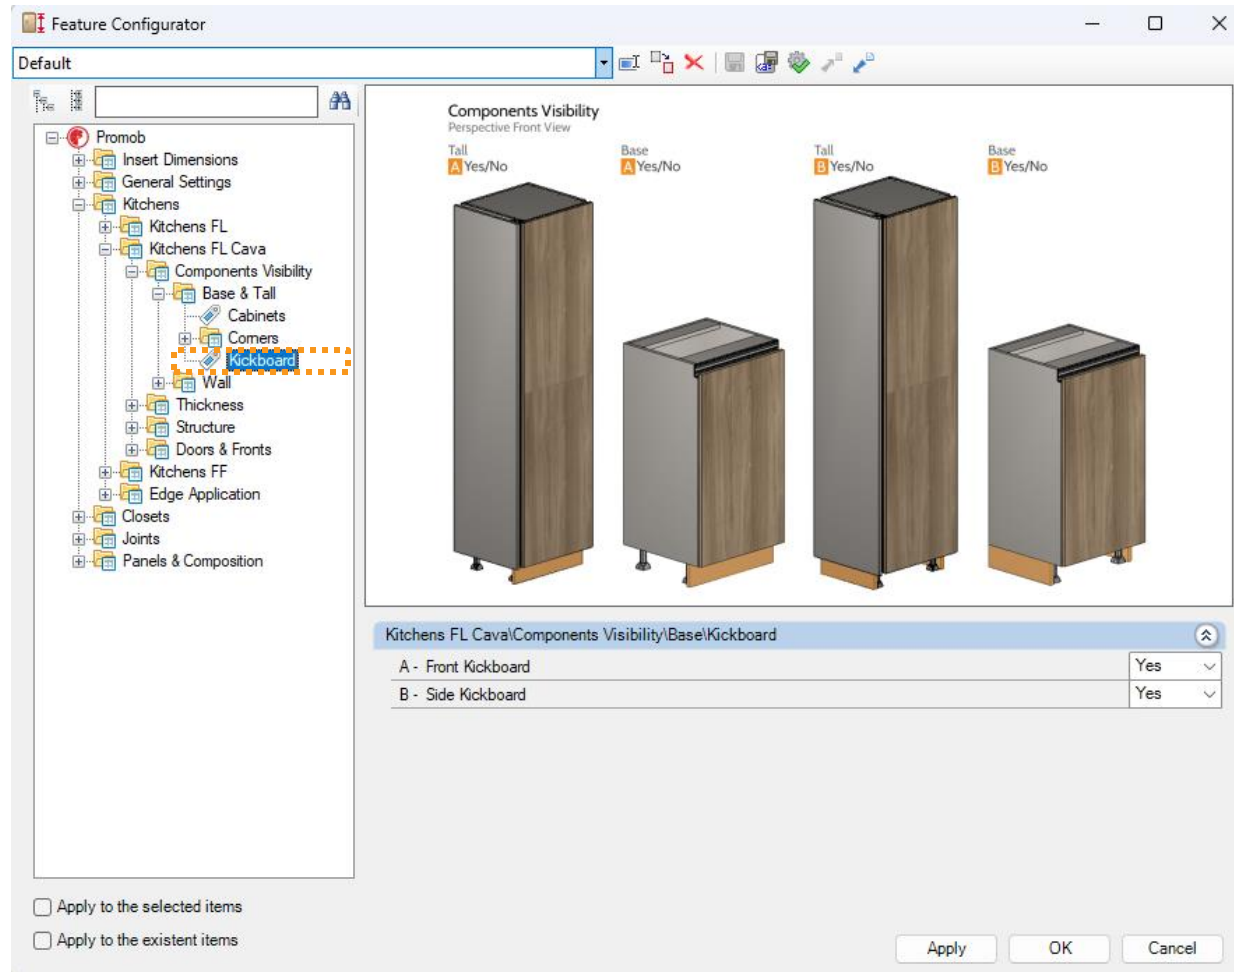 Feature Configurator
Default
Promob
Insert Dimensions
General Settings
Kitchens
Kitchens FL
Kitchens FL Cava
Components Visibility
Base & Tall
Cabinets
Corners
Kickboard
Wall
Thickness
Structure
Doors & Fronts
Kitchens FF
Edge Application
Closets
Joints
Panels & Composition
Components Visibility
Perspective Front View
Tall Base Tall Base
A Yes/No A Yes/No B Yes/No B Yes/No
Kitchens FL Cava\Components Visibility\Base\Kickboard
A - Front Kickboard Yes
B - Side Kickboard Yes
Apply to the selected items
Apply to the existent items
Apply OK Cancel